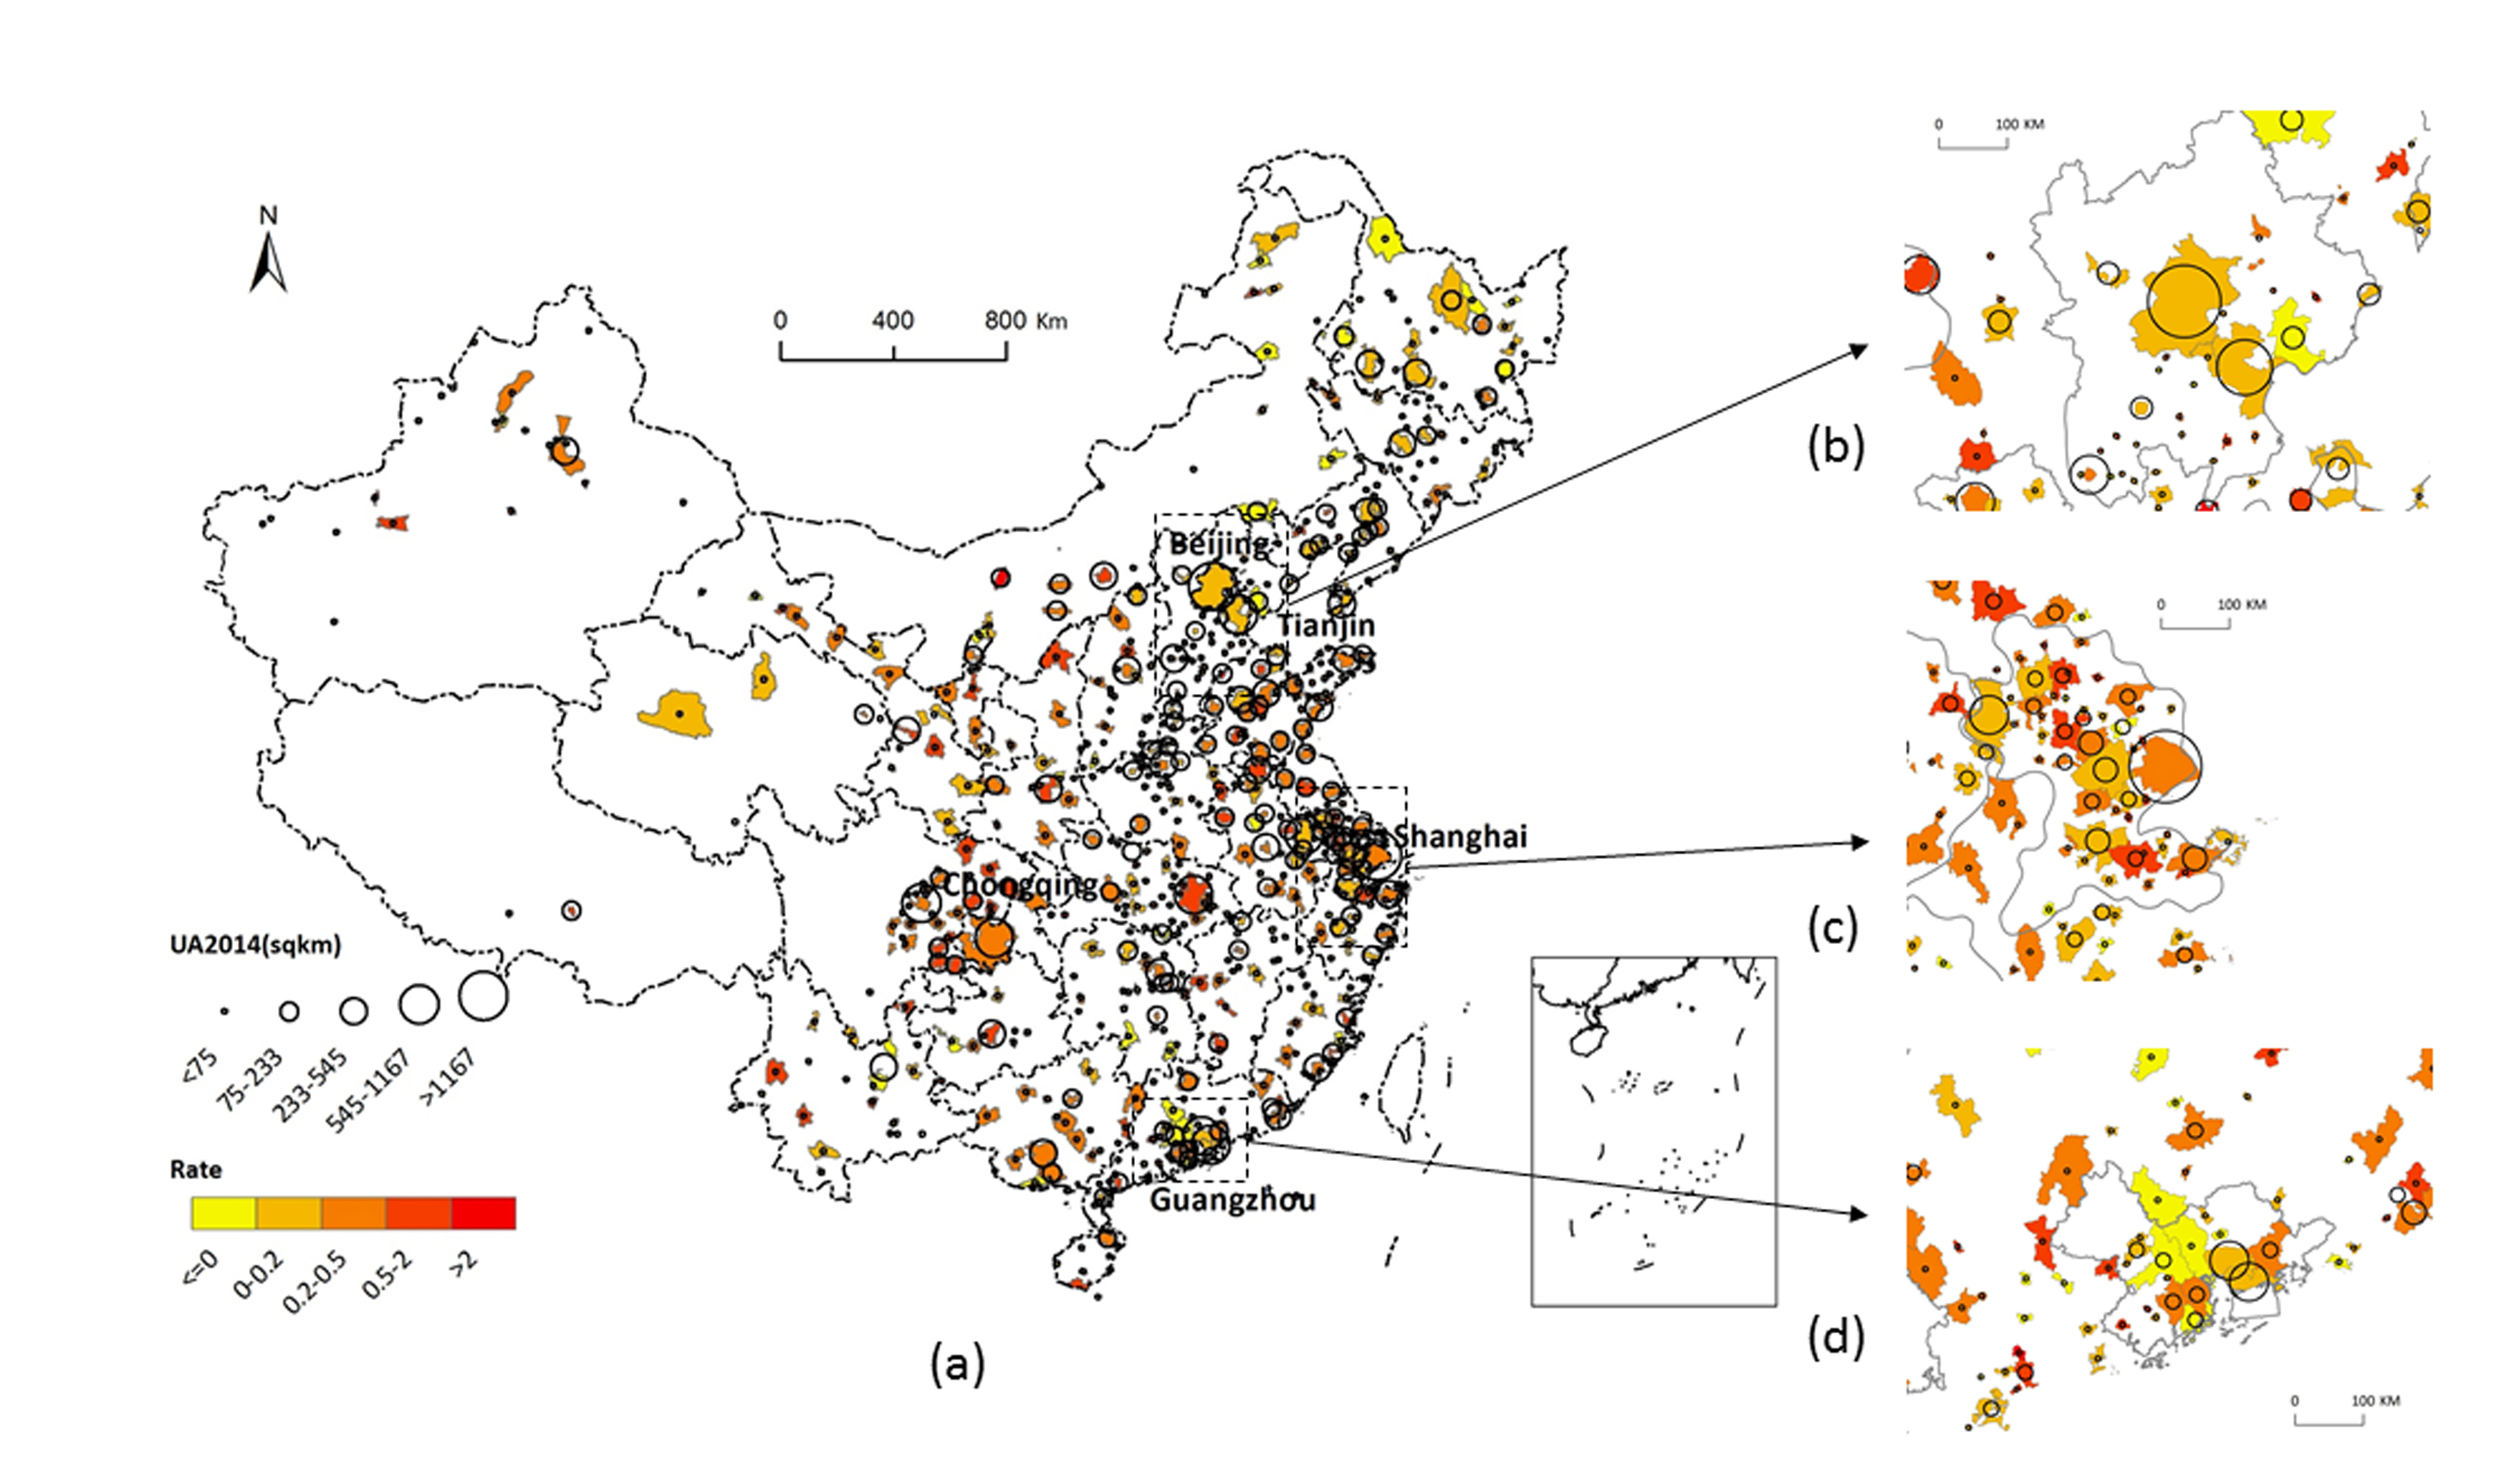 N
0 400 800 Km
Beijing
Tianjin
Shanghai
Chongqing
Guangzhou
UA2014(sqkm)
<75
75-233
233-545
545-1167
>1167
Rate
<=0
0-0.2
0.2-0.5
0.5-2
>2
(a)
0 100 KM
(b)
0 100 KM
(c)
(d)
0 100 KM